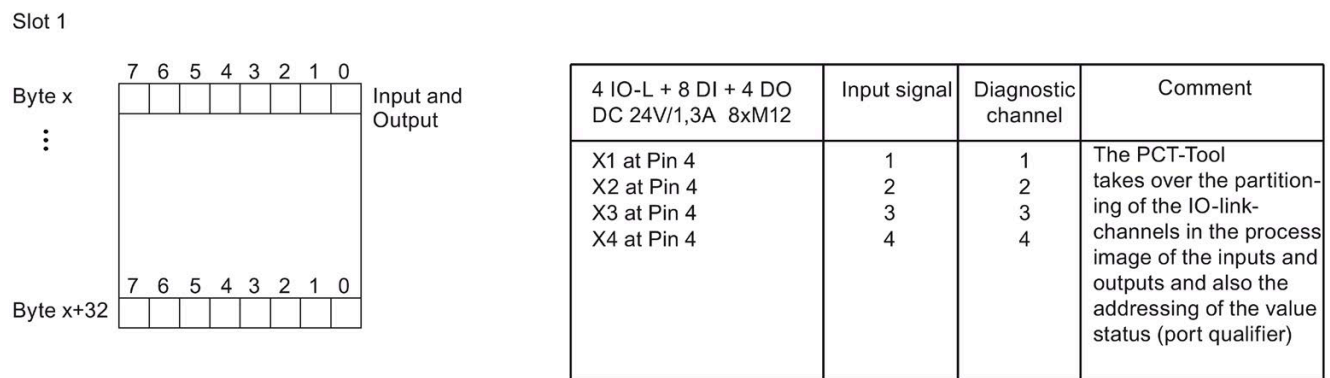 Slot 1
7 6 5 4 3 2 1 0
Byte x
Input and
Output
⋮
7 6 5 4 3 2 1 0
Byte x+32
4 IO-L + 8 DI + 4 DO
DC 24V/1,3A 8xM12
Input signal
Diagnostic
channel
Comment
X1 at Pin 4 1 1
X2 at Pin 4 2 2
X3 at Pin 4 3 3
X4 at Pin 4 4 4
The PCT-Tool
takes over the partition-
ing of the IO-link-
channels in the process
image of the inputs and
outputs and also the
addressing of the value
status (port qualifier)